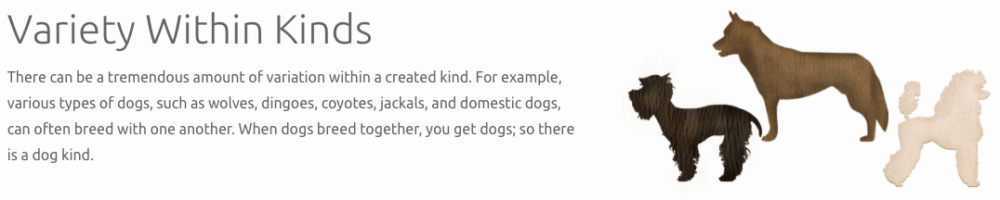 Variety Within Kinds
There can be a tremendous amount of variation within a created kind. For example,
various types of dogs, such as wolves, dingoes, coyotes, jackals, and domestic dogs,
can often breed with one another. When dogs breed together, you get dogs; so there
is a dog kind.